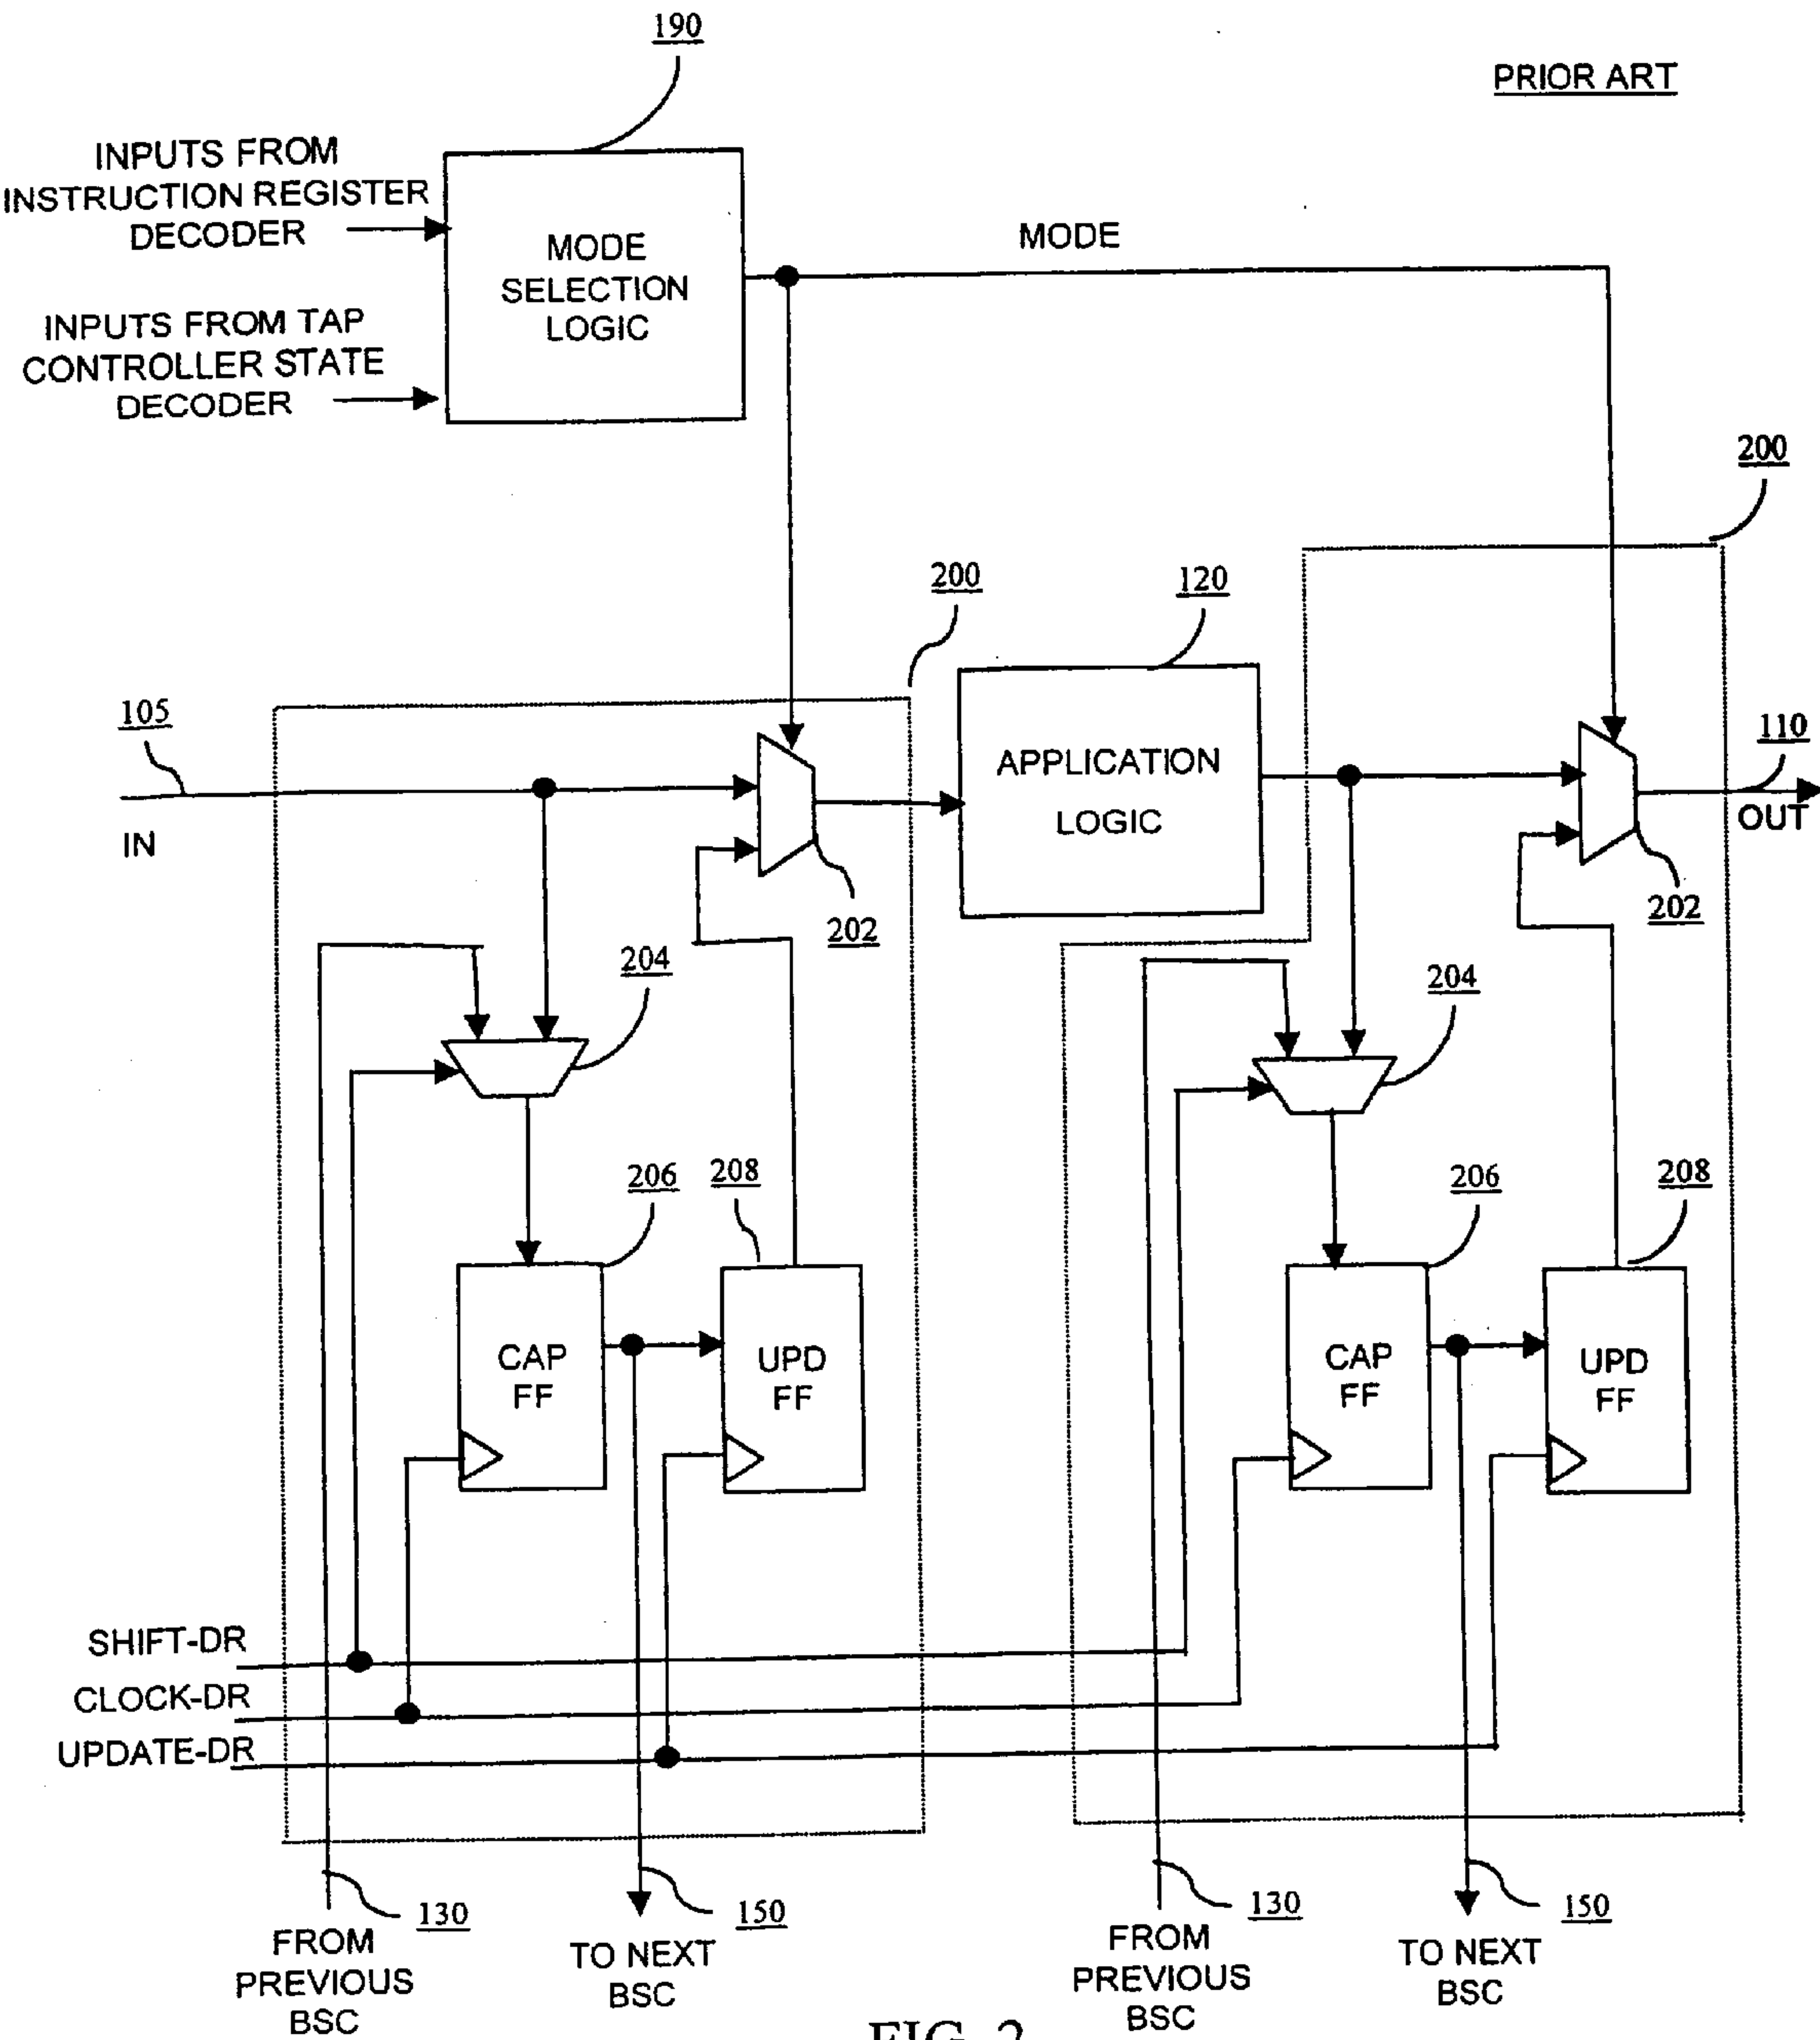 190
PRIOR ART
INPUTS FROM
INSTRUCTION REGISTER
DECODER
MODE
SELECTION
LOGIC
MODE
INPUTS FROM TAP
CONTROLLER STATE
DECODER
200
200
120
105
110
APPLICATION
LOGIC
IN
OUT
202
202
204
204
206
208
206
208
CAP
FF
UPD
FF
CAP
FF
UPD
FF
SHIFT-DR
CLOCK-DR
UPDATE-DR
130
150
130
150
FROM
PREVIOUS
BSC
TO NEXT
BSC
FROM
PREVIOUS
BSC
TO NEXT
BSC
FIG. 2